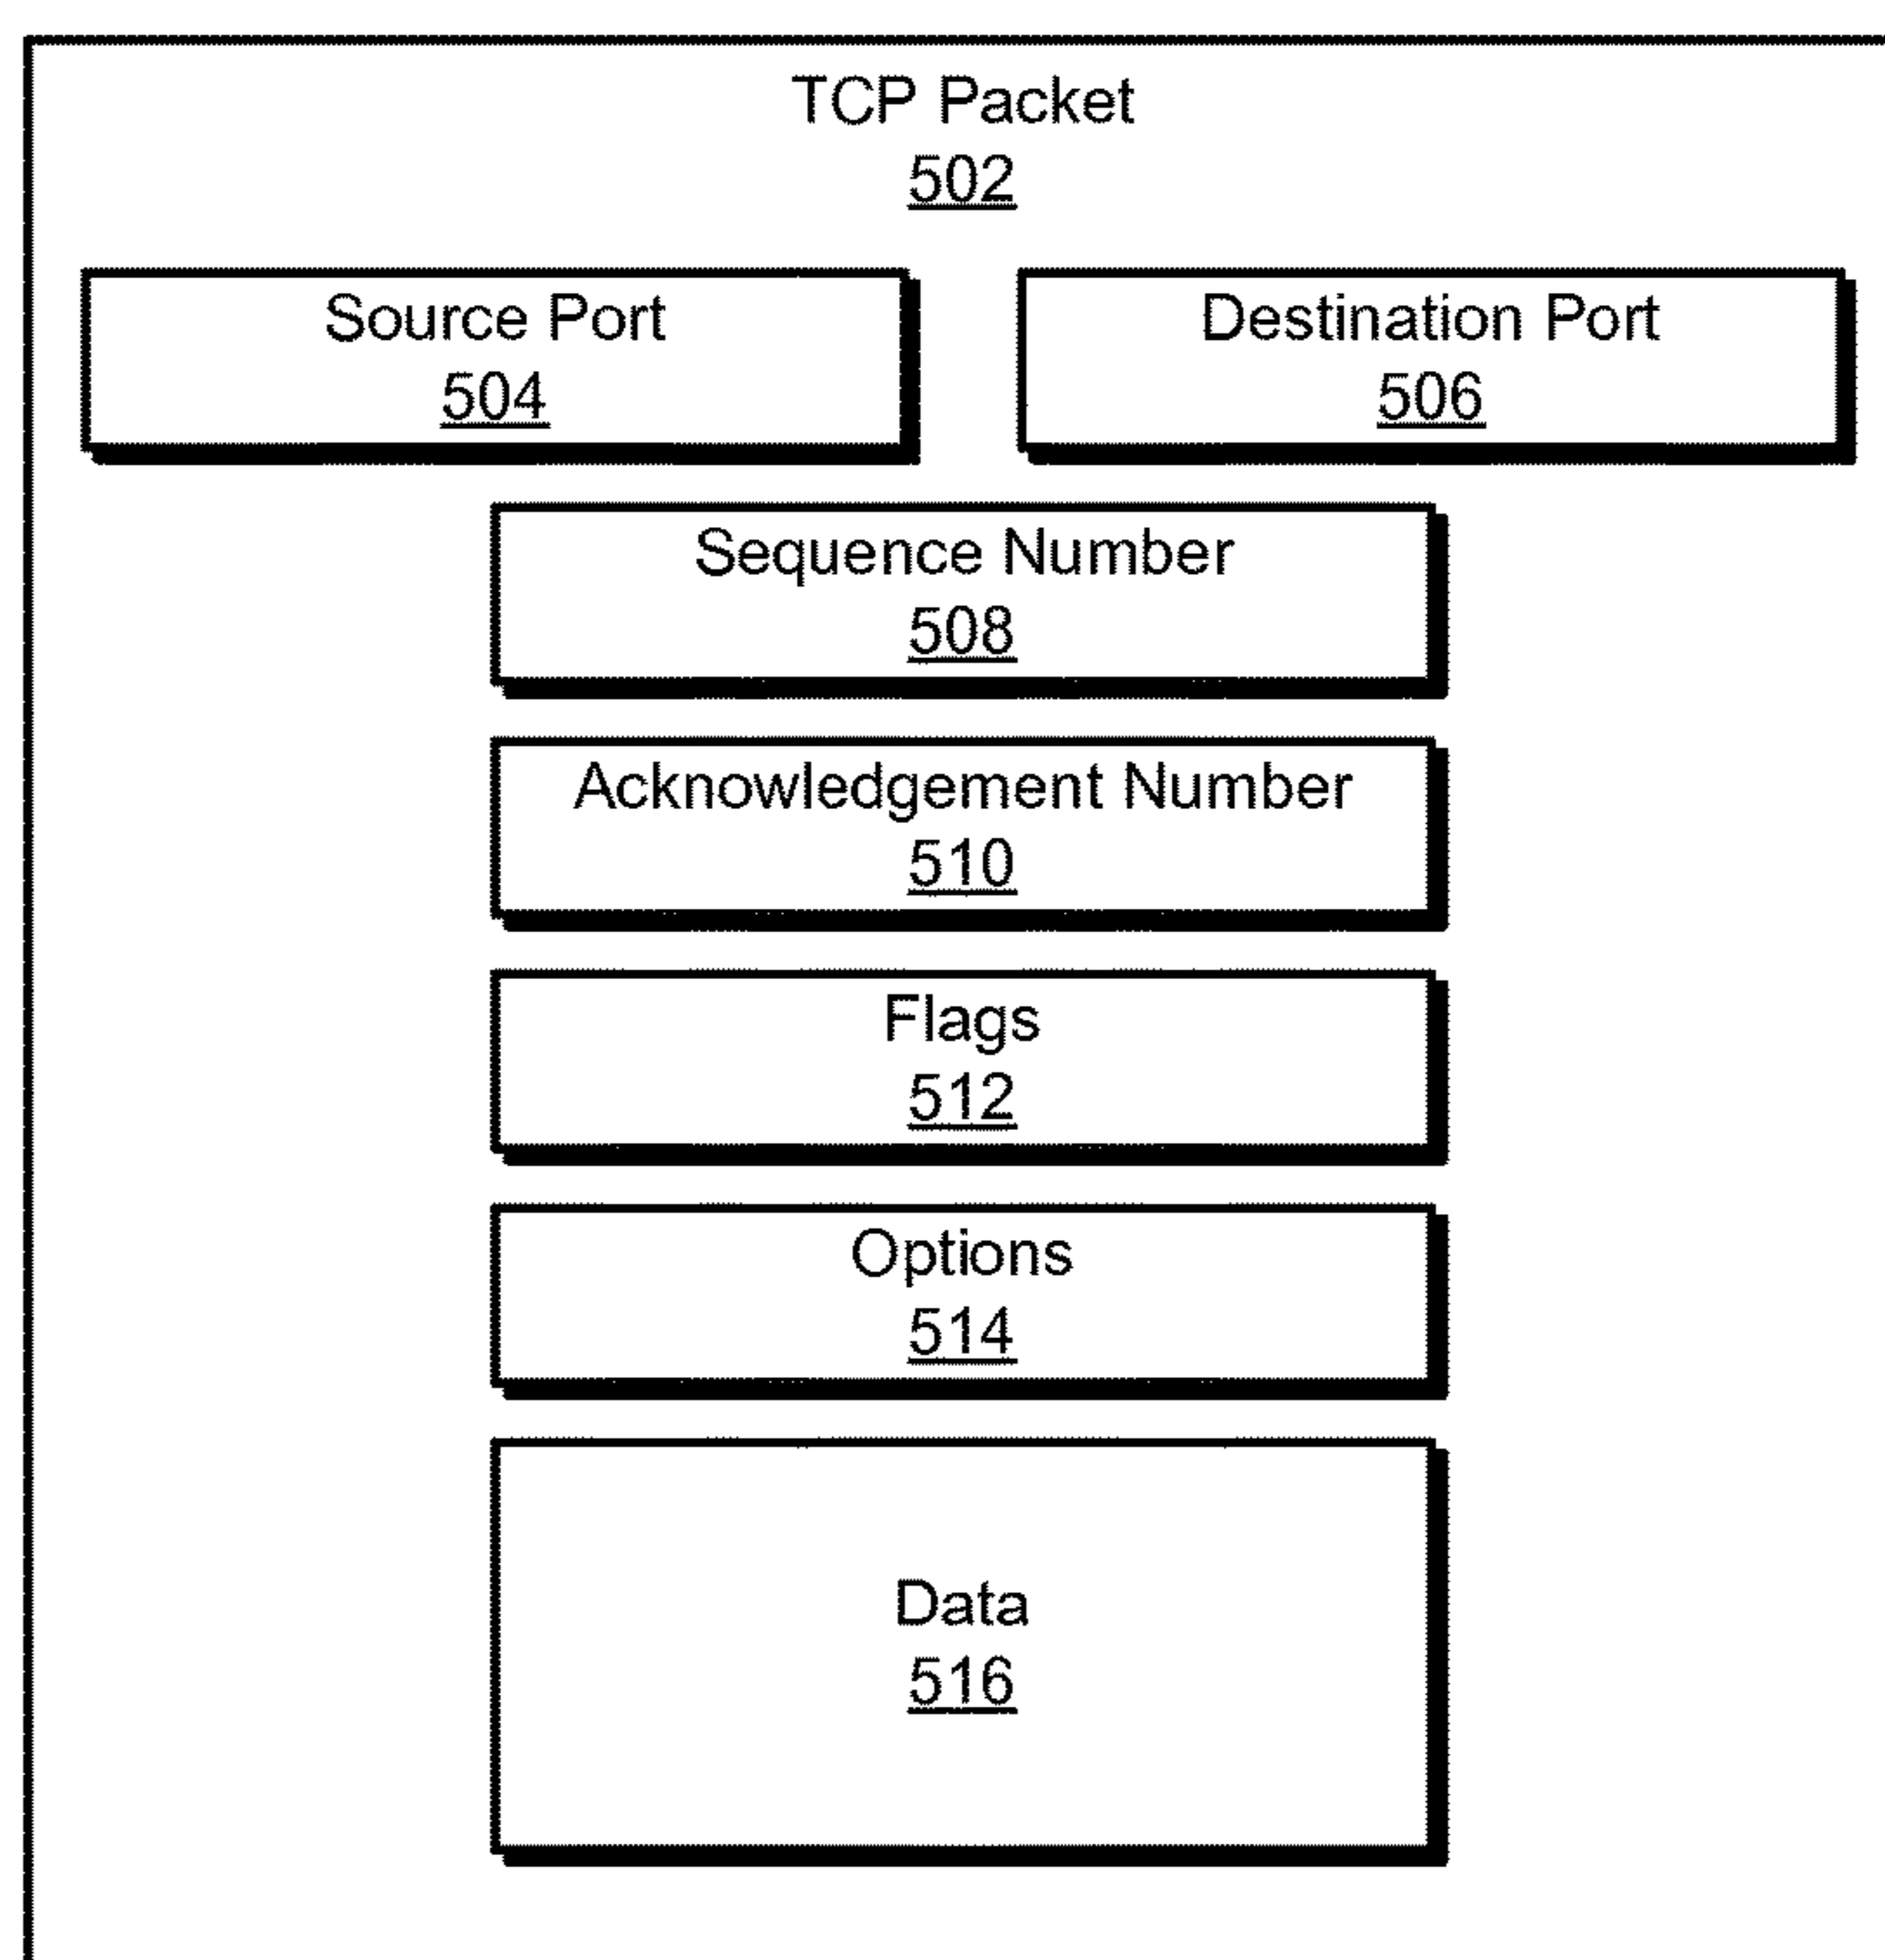 TCP Packet
502
Source Port
504
Destination Port
506
Sequence Number
508
Acknowledgement Number
510
Flags
512
Options
514
Data
516